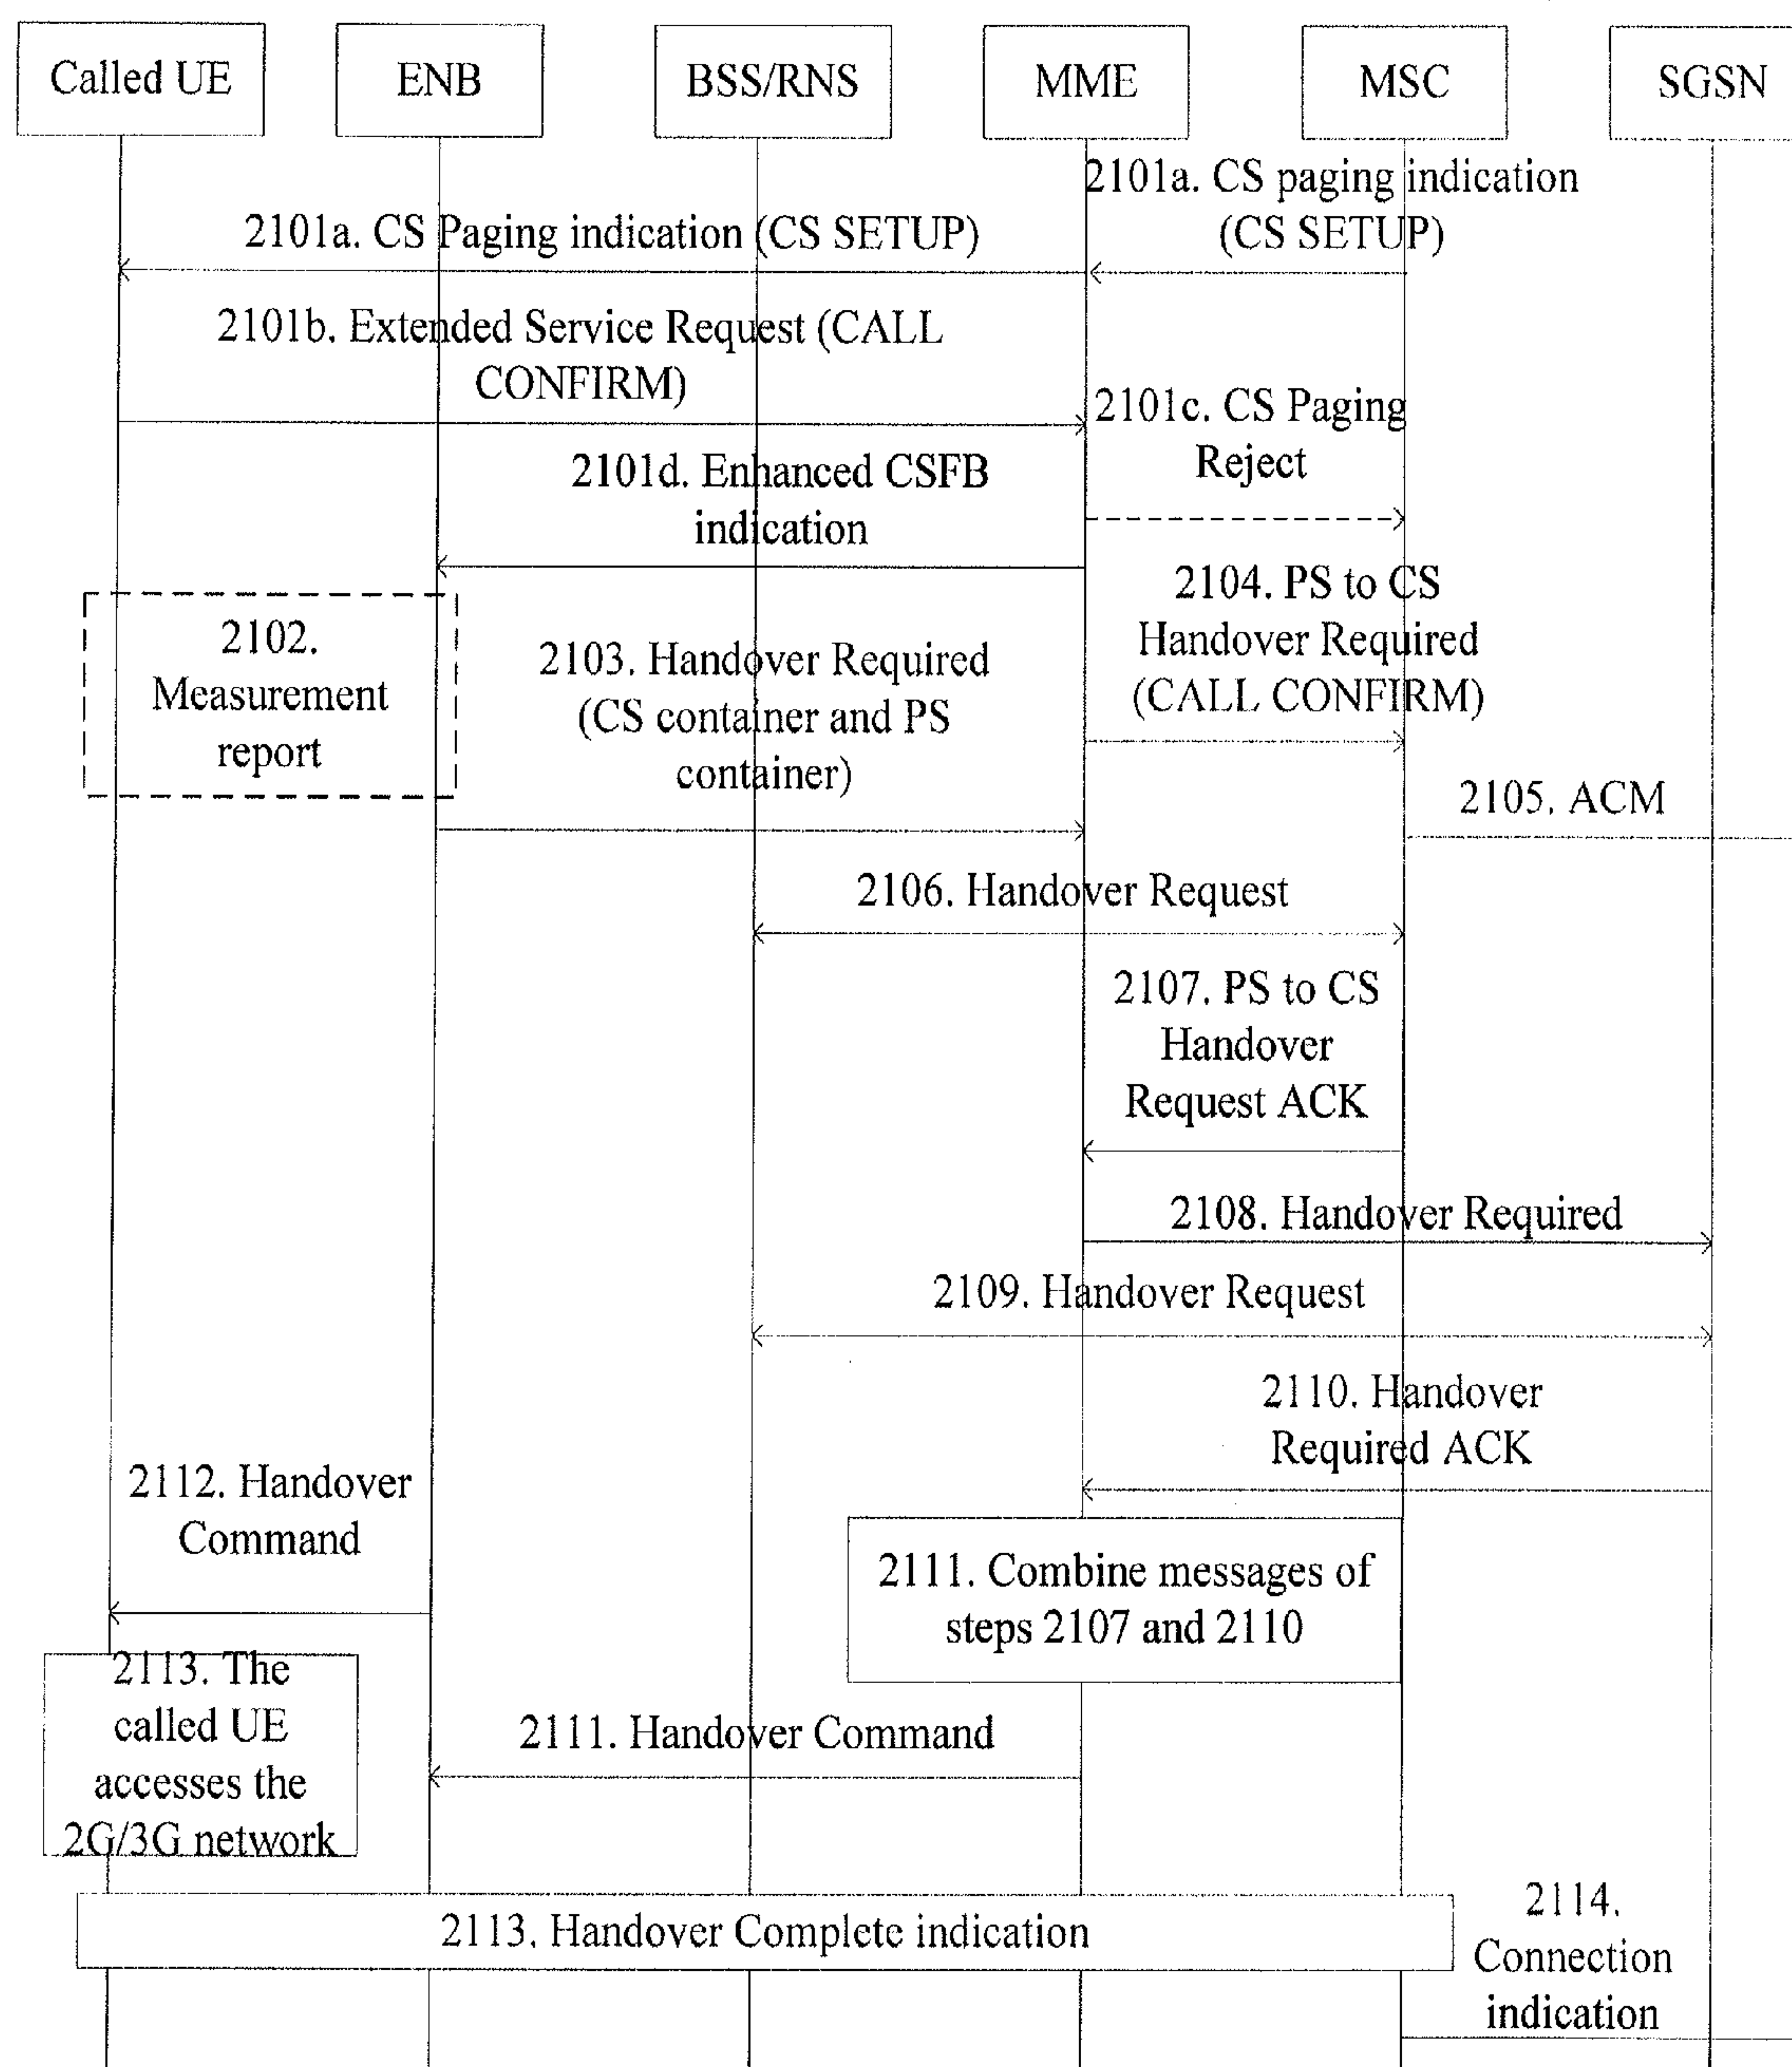 Called UE
ENB
BSS/RNS
MME
MSC
SGSN
2101a. CS paging indication
(CS SETUP)
2101a. CS Paging indication (CS SETUP)
2101b. Extended Service Request (CALL
CONFIRM)
2101c. CS Paging
Reject
2101d. Enhanced CSFB
indication
2102.
Measurement
report
2103. Handover Required
(CS container and PS
container)
2104. PS to CS
Handover Required
(CALL CONFIRM)
2105. ACM
2106. Handover Request
2107. PS to CS
Handover
Request ACK
2108. Handover Required
2109. Handover Request
2110. Handover
Required ACK
2112. Handover
Command
2111. Combine messages of
steps 2107 and 2110
2113. The
called UE
accesses the
2G/3G network
2111. Handover Command
2113. Handover Complete indication
2114.
Connection
indication